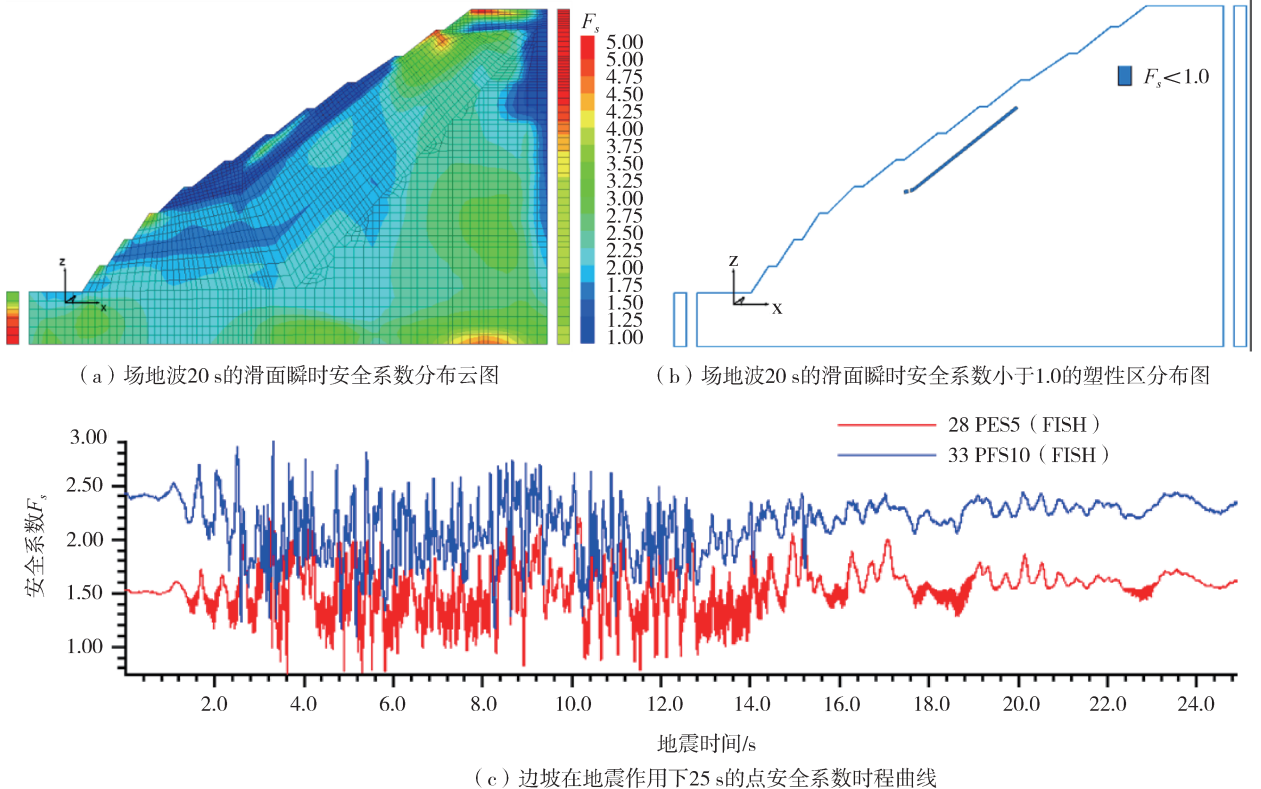 Fs
5.00
5.00
4.75
4.50
4.25
4.00
3.75
3.50
3.25
3.00
2.75
2.50
2.25
2.00
1.75
1.50
1.25
1.00
z
x
（a）场地波20 s的滑面瞬时安全系数分布云图
Fs＜1.0
Z
X
（b）场地波20 s的滑面瞬时安全系数小于1.0的塑性区分布图
28 PES5（FISH）
33 PFS10（FISH）
安全系数Fs
3.00
2.50
2.00
1.50
1.00
2.0 4.0 6.0 8.0 10.0 12.0 14.0 16.0 18.0 20.0 22.0 24.0
地震时间/s
（c）边坡在地震作用下25 s的点安全系数时程曲线